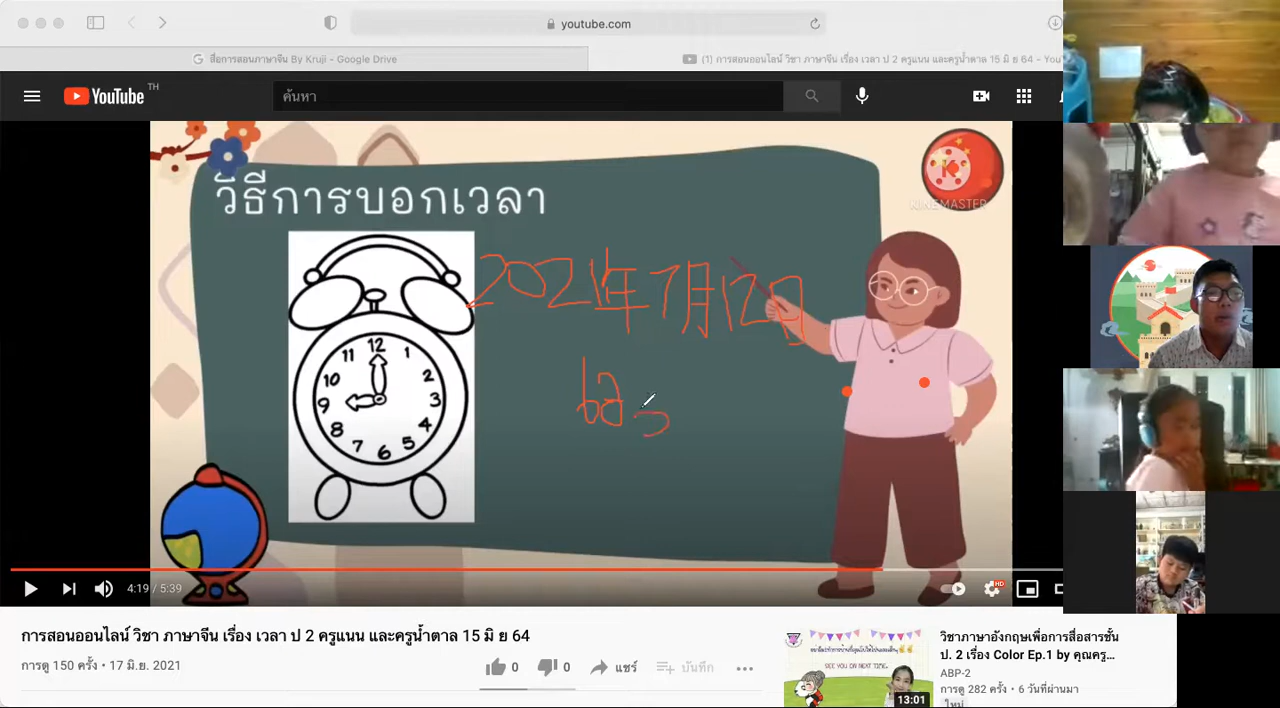 youtube.com
สื่อการสอนภาษาจีน By Kruji - Google Drive
(1) การสอนออนไลน์ วิชา ภาษาจีน เรื่อง เวลา ป 2 ครูแนน และครูน้ำตาล 15 มิ ย 64 - You
YouTube TH
ค้นหา
วิธีการบอกเวลา
KINEMASTER
2021年7月12日
12
11
1
10
2
9
3
8
4
7
5
6
4:19 / 5:39
HD
การสอนออนไลน์ วิชา ภาษาจีน เรื่อง เวลา ป 2 ครูแนน และครูน้ำตาล 15 มิ ย 64
การดู 150 ครั้ง • 17 มิ.ย. 2021
0
0
แชร์
บันทึก
SEE YOU ON NEXT TIME.
13:01
วิชาภาษาอังกฤษเพื่อการสื่อสารชั้น
ป. 2 เรื่อง Color Ep.1 by คุณครู...
ABP-2
การดู 282 ครั้ง • 6 วันที่ผ่านมา
ใหม่